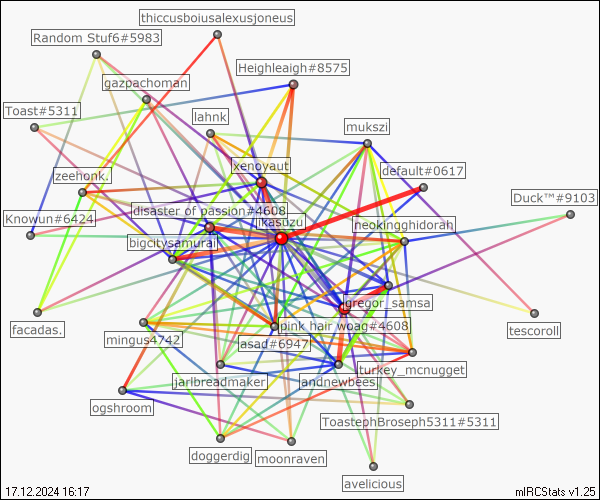 thiccusboiusalexusjoneus
Random Stuf6#5983
Heighleaigh#8575
gazpachoman
Toast#5311
lahnk
mukszi
xenoyaut
default#0617
zeehonk.
Duck™#9103
disaster of passion#4608
Knowun#6424
jikasuzu
neokingghidorah
bigcitysamurai
gregor_samsa
facadas.
pink hair woag#4608
tescoroll
mingus4742
asad#6947
turkey_mcnugget
jarlbreadmaker
andnewbees
ogshroom
ToastephBroseph5311#5311
doggerdig
moonraven
avelicious
17.12.2024 16:17
mIRCStats v1.25